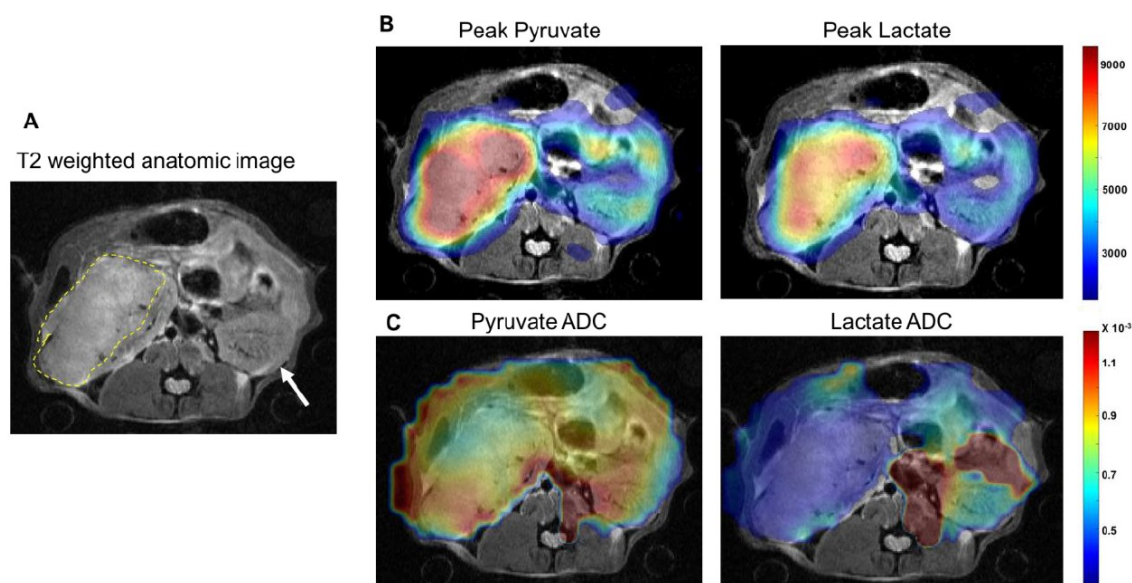 A
T2 weighted anatomic image
B
Peak Pyruvate
Peak Lactate
9000
7000
5000
3000
C
Pyruvate ADC
Lactate ADC
X 10-3
1.1
0.9
0.7
0.5